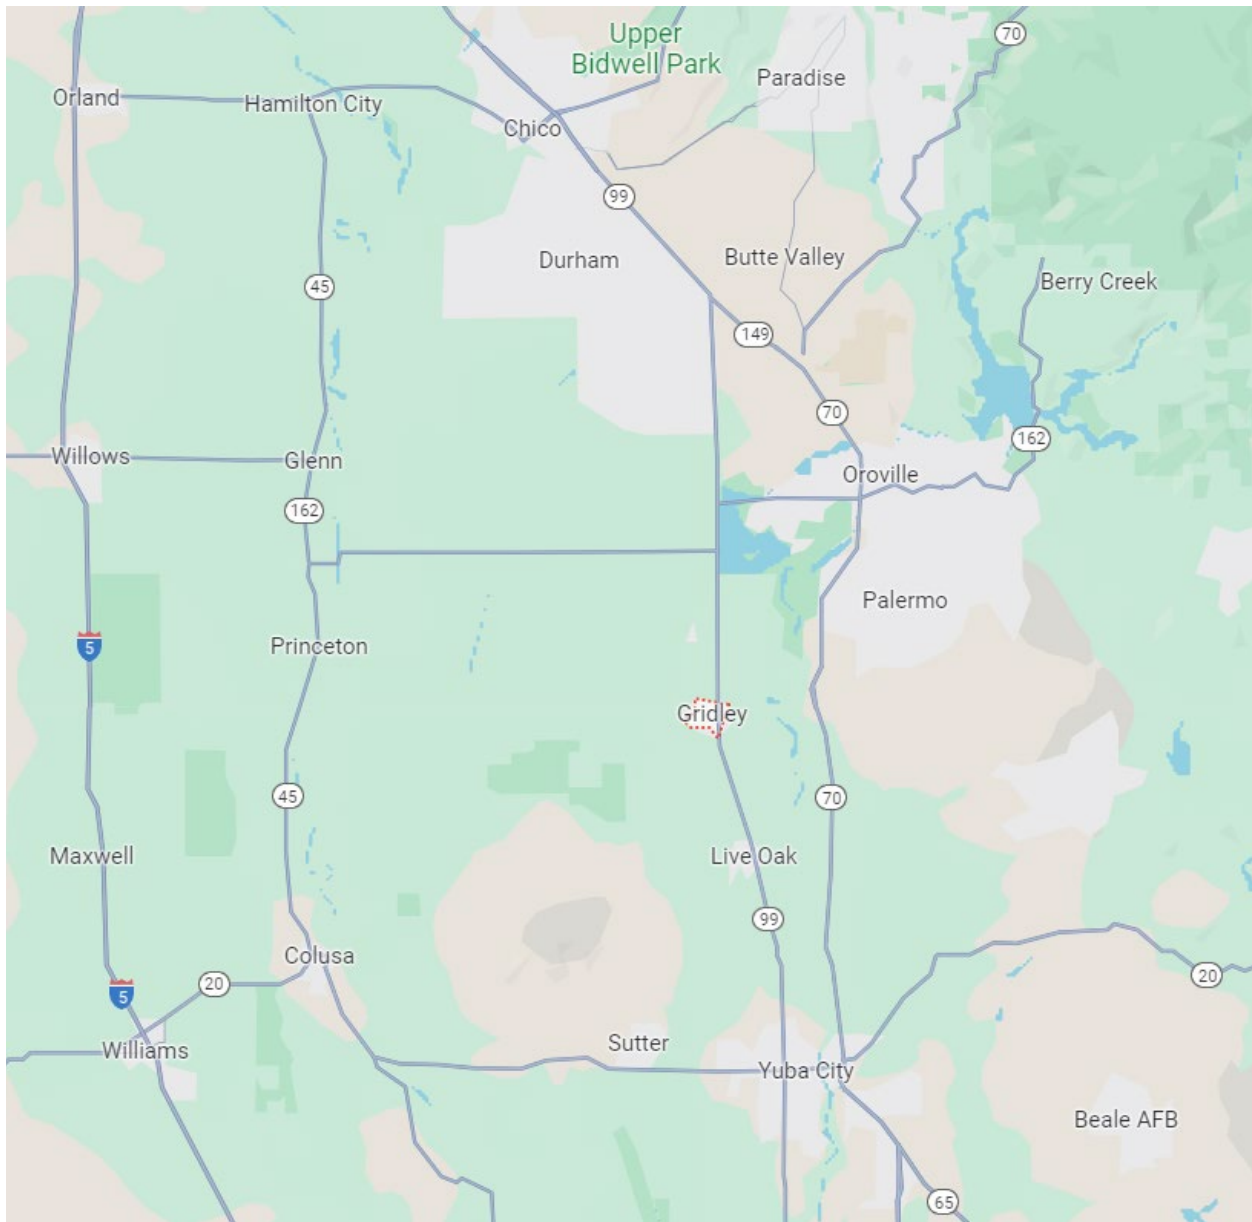 70
Upper
Bidwell Park
Paradise
Orland
Hamilton City
Chico
99
Durham
Butte Valley
Berry Creek
45
149
70
162
Willows
Glenn
Oroville
162
Palermo
5
Princeton
Gridley
45
70
Maxwell
Live Oak
99
Colusa
20
20
5
Williams
Sutter
Yuba City
Beale AFB
65